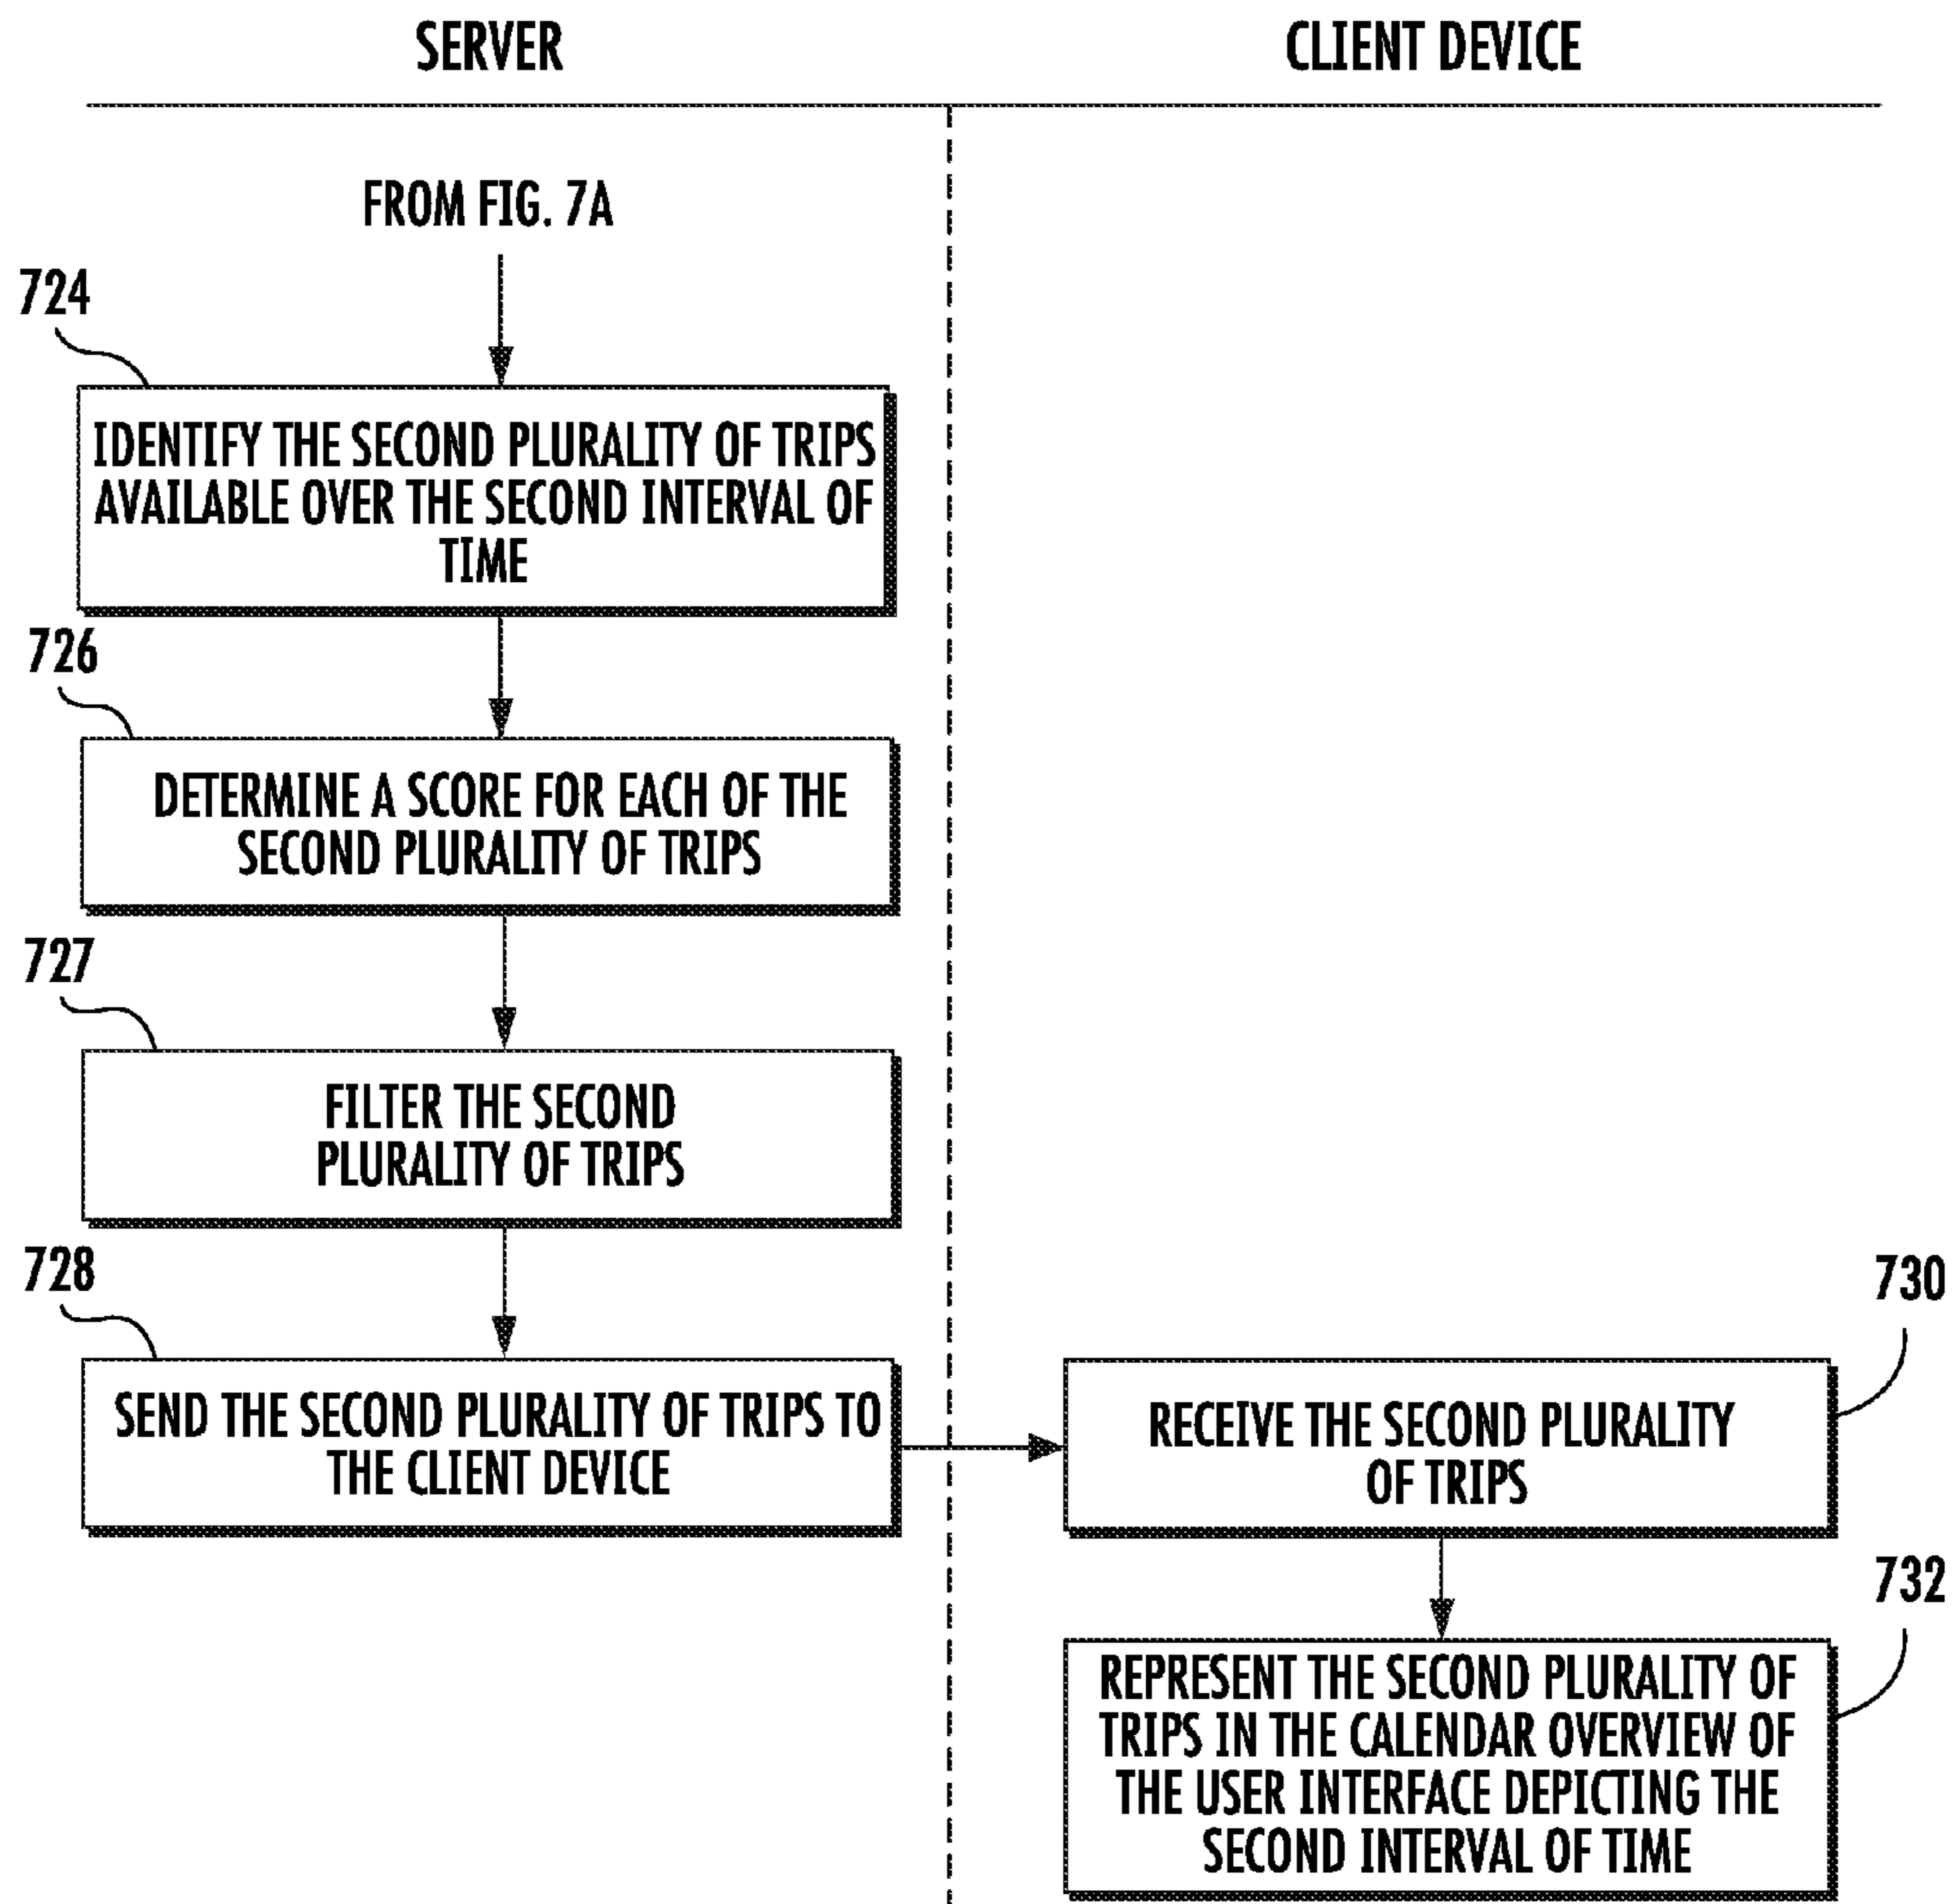 SERVER
CLIENT DEVICE
FROM FIG. 7A
724
IDENTIFY THE SECOND PLURALITY OF TRIPS
AVAILABLE OVER THE SECOND INTERVAL OF
TIME
726
DETERMINE A SCORE FOR EACH OF THE
SECOND PLURALITY OF TRIPS
727
FILTER THE SECOND
PLURALITY OF TRIPS
728
SEND THE SECOND PLURALITY OF TRIPS TO
THE CLIENT DEVICE
730
RECEIVE THE SECOND PLURALITY
OF TRIPS
732
REPRESENT THE SECOND PLURALITY OF
TRIPS IN THE CALENDAR OVERVIEW OF
THE USER INTERFACE DEPICTING THE
SECOND INTERVAL OF TIME